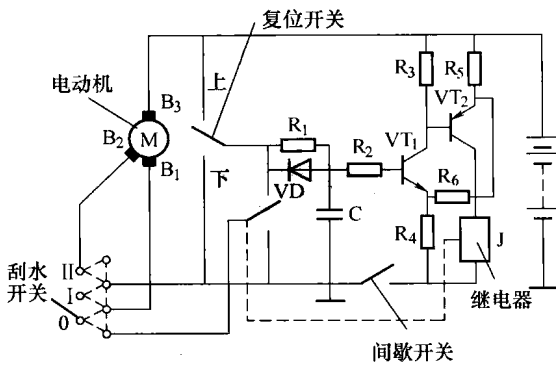 复位开关
上
电动机
B₃
B₂
M
B₁
下
R₁
VD
C
R₂
R₃
R₅
VT₂
VT₁
R₆
R₄
J
继电器
间歇开关
刮水
开关
II
I
0